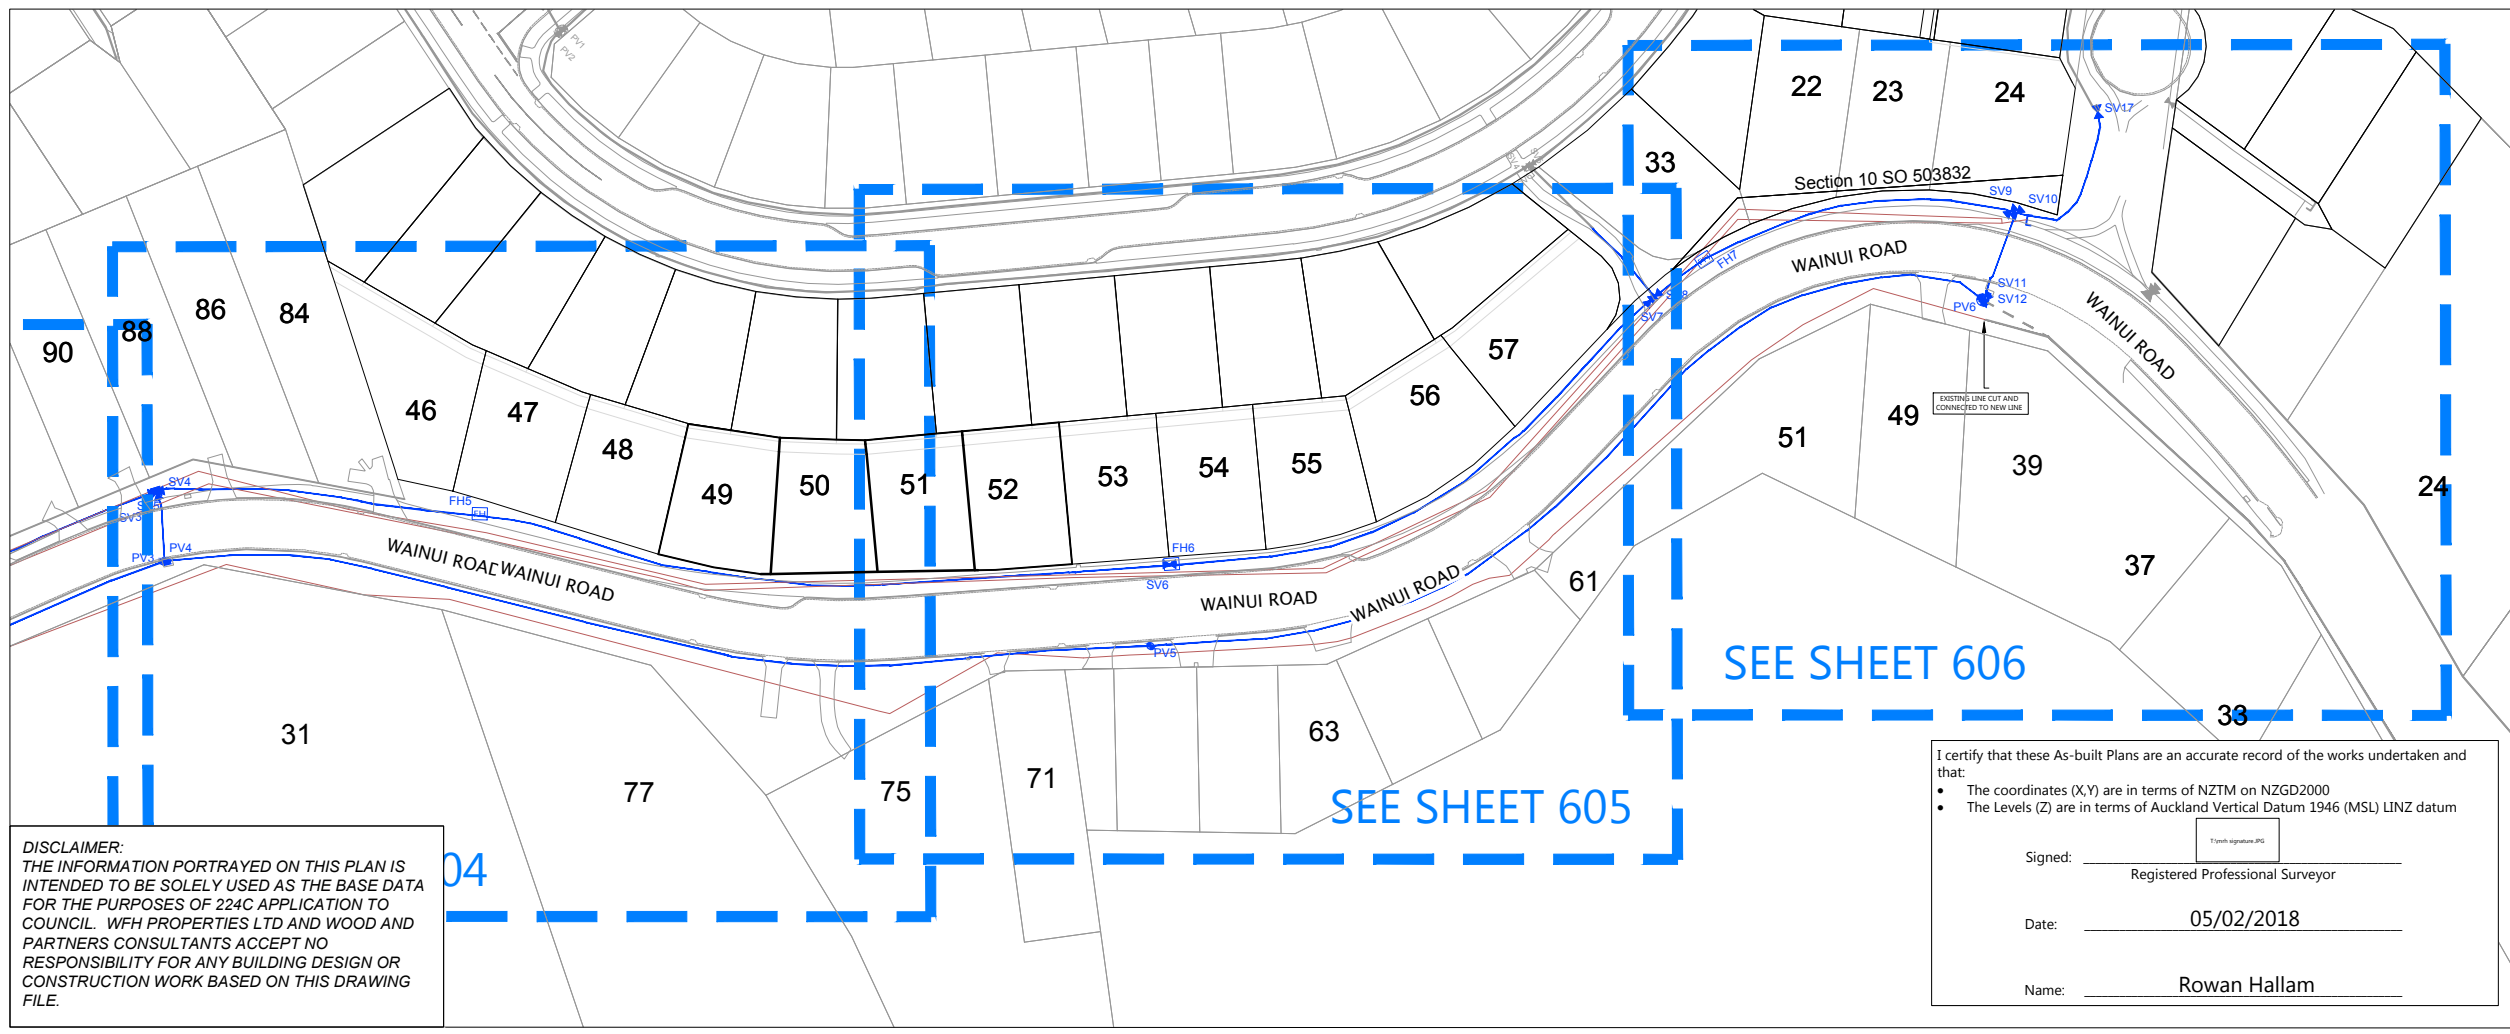 PV1
PV2
22
23
24
SV17
33
Section 10 SO 503832
SV9
SV10
WAINUI ROAD
FH7
SV8
SV7
SV11
SV12
PV6
WAINUI ROAD
EXISTING LINE CUT AND
CONNECTED TO NEW LINE
90
88
86
84
46
47
48
49
50
51
52
53
54
55
56
57
51
49
39
37
33
24
SV4
SV5
SV3
PV3
PV4
FH5
FH
WAINUI ROAD
WAINUI ROAD
FH6
SV6
WAINUI ROAD
WAINUI ROAD
PV5
61
63
71
75
77
31
SEE SHEET 606
SEE SHEET 605
04
DISCLAIMER:
THE INFORMATION PORTRAYED ON THIS PLAN IS
INTENDED TO BE SOLELY USED AS THE BASE DATA
FOR THE PURPOSES OF 224C APPLICATION TO
COUNCIL. WFH PROPERTIES LTD AND WOOD AND
PARTNERS CONSULTANTS ACCEPT NO
RESPONSIBILITY FOR ANY BUILDING DESIGN OR
CONSTRUCTION WORK BASED ON THIS DRAWING
FILE.
I certify that these As-built Plans are an accurate record of the works undertaken and
that:
• The coordinates (X,Y) are in terms of NZTM on NZGD2000
• The Levels (Z) are in terms of Auckland Vertical Datum 1946 (MSL) LINZ datum
T:\mrh signature.JPG
Signed:
Registered Professional Surveyor
Date: 05/02/2018
Name: Rowan Hallam